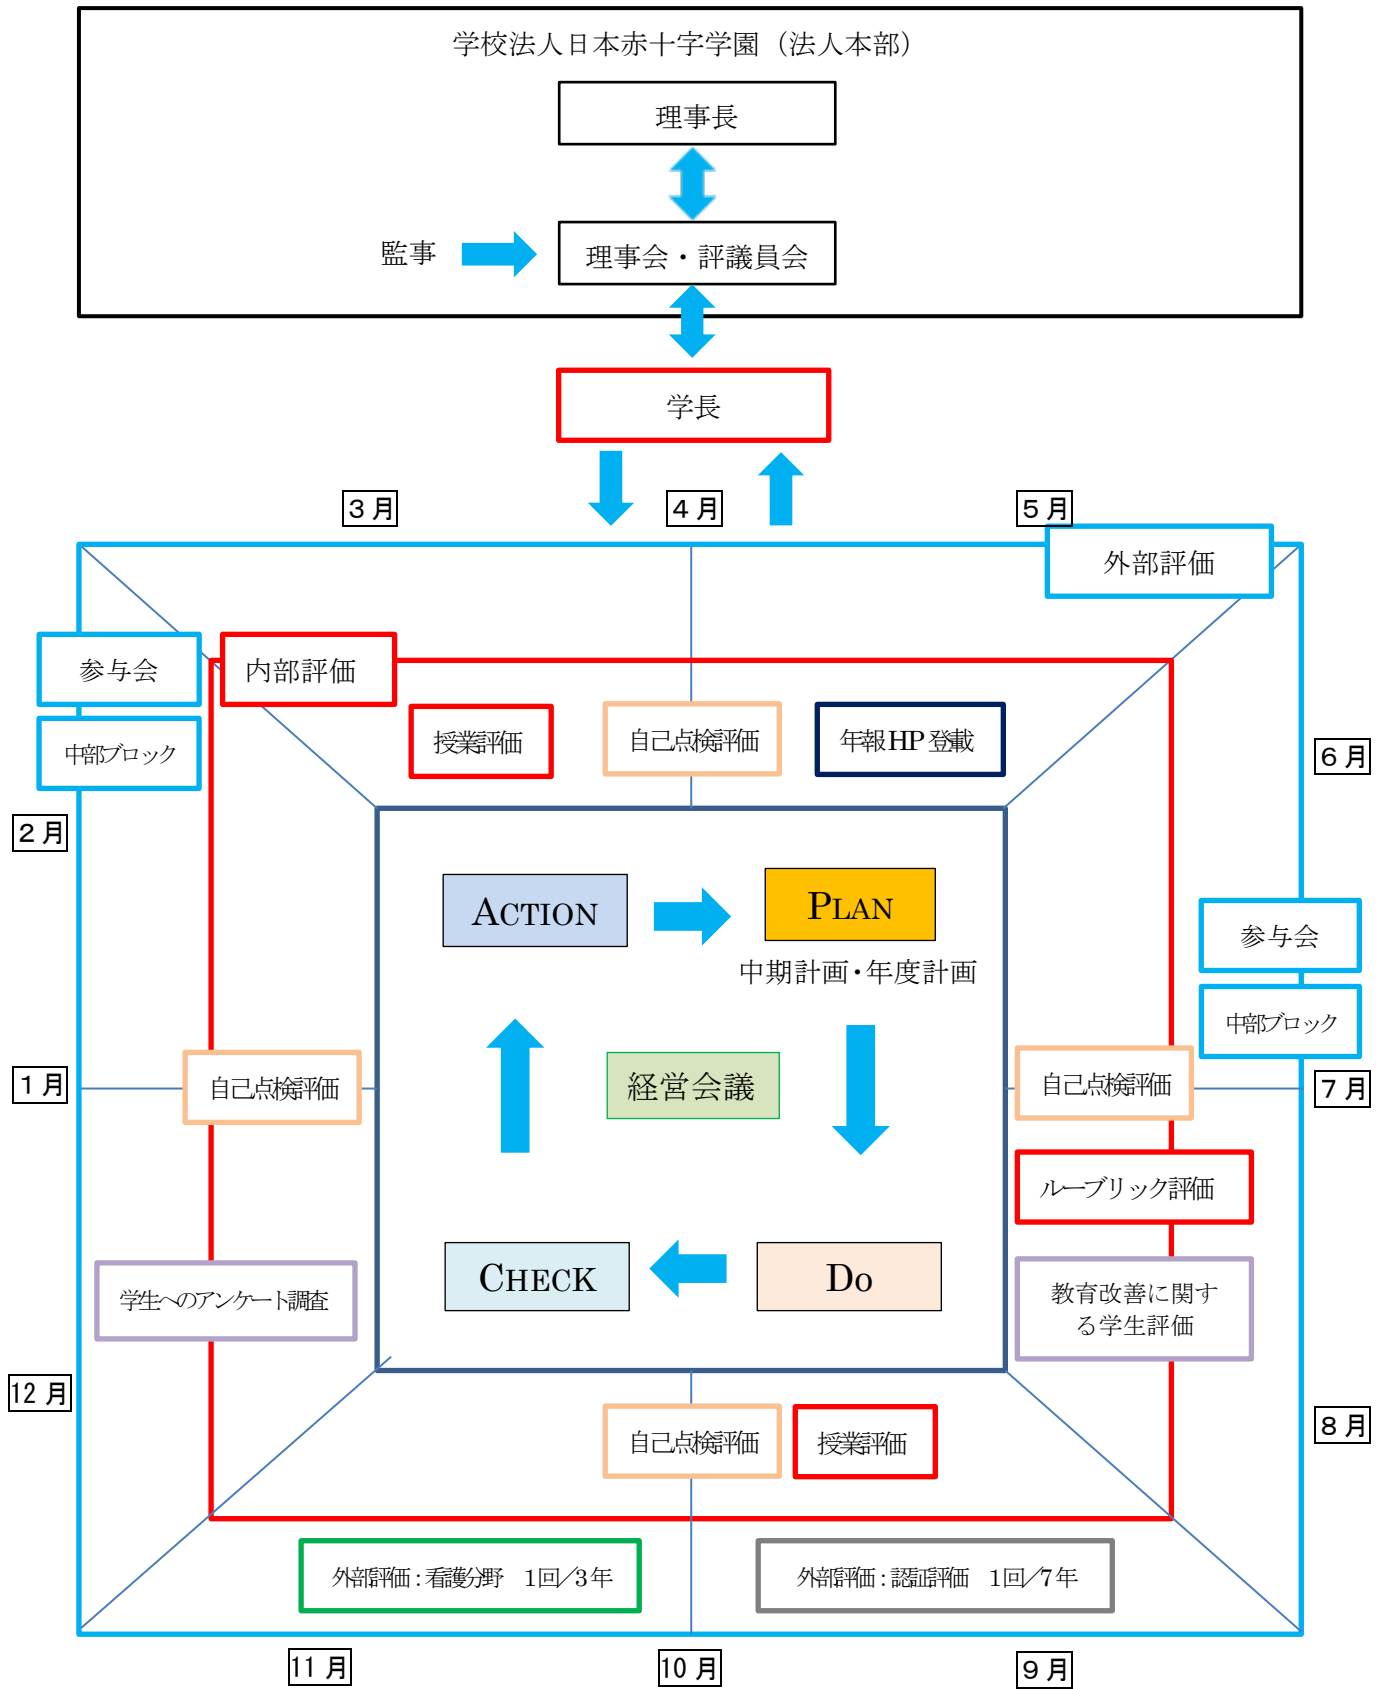 学校法人日本赤十字学園（法人本部）
理事長
監事
理事会・評議員会
学長
３月
４月
５月
外部評価
参与会
内部評価
中部ブロック
授業評価
自己点検評価
年報HP登載
６月
２月
ACTION
PLAN
参与会
中期計画・年度計画
中部ブロック
１月
自己点検評価
経営会議
自己点検評価
７月
ルーブリック評価
学生へのアンケート調査
CHECK
DO
教育改善に関す
る学生評価
12月
８月
自己点検評価
授業評価
外部評価：看護分野　1回／3年
外部評価：認証評価　1回／7年
11月
10月
９月